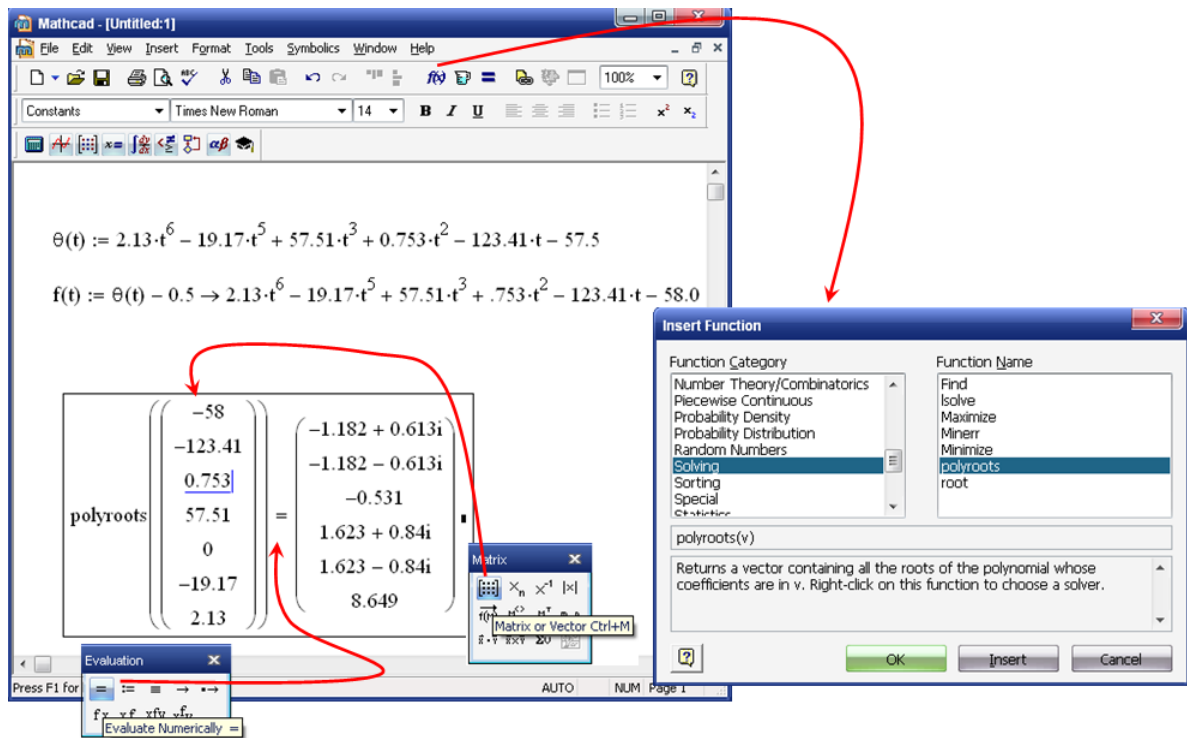 Mathcad - [Untitled:1]
File Edit View Insert Format Tools Symbolics Window Help
100%
Constants Times New Roman 14 B I U x² x₂
αβ
θ(t) := 2.13·t^6 − 19.17·t^5 + 57.51·t^3 + 0.753·t^2 − 123.41·t − 57.5
f(t) := θ(t) − 0.5 → 2.13·t^6 − 19.17·t^5 + 57.51·t^3 + .753·t^2 − 123.41·t − 58.0
polyroots
−58
−123.41
0.753
57.51
0
−19.17
2.13
=
−1.182 + 0.613i
−1.182 − 0.613i
−0.531
1.623 + 0.84i
1.623 − 0.84i
8.649
Matrix
Matrix or Vector Ctrl+M
Evaluation
= := ≡ →
Evaluate Numerically =
Press F1 for
AUTO NUM Page 1
Insert Function
Function Category
Number Theory/Combinatorics
Piecewise Continuous
Probability Density
Probability Distribution
Random Numbers
Solving
Sorting
Special
Statistics
Function Name
Find
lsolve
Maximize
Minerr
Minimize
polyroots
root
polyroots(v)
Returns a vector containing all the roots of the polynomial whose
coefficients are in v. Right-click on this function to choose a solver.
OK Insert Cancel